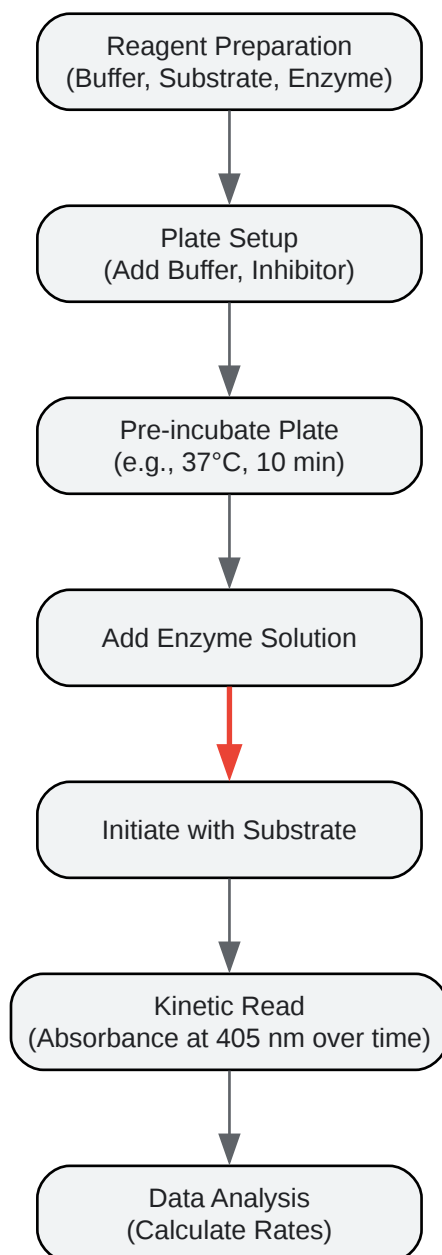 Reagent Preparation
(Buffer, Substrate, Enzyme)
Plate Setup
(Add Buffer, Inhibitor)
Pre-incubate Plate
(e.g., 37°C, 10 min)
Add Enzyme Solution
Initiate with Substrate
Kinetic Read
(Absorbance at 405 nm over time)
Data Analysis
(Calculate Rates)